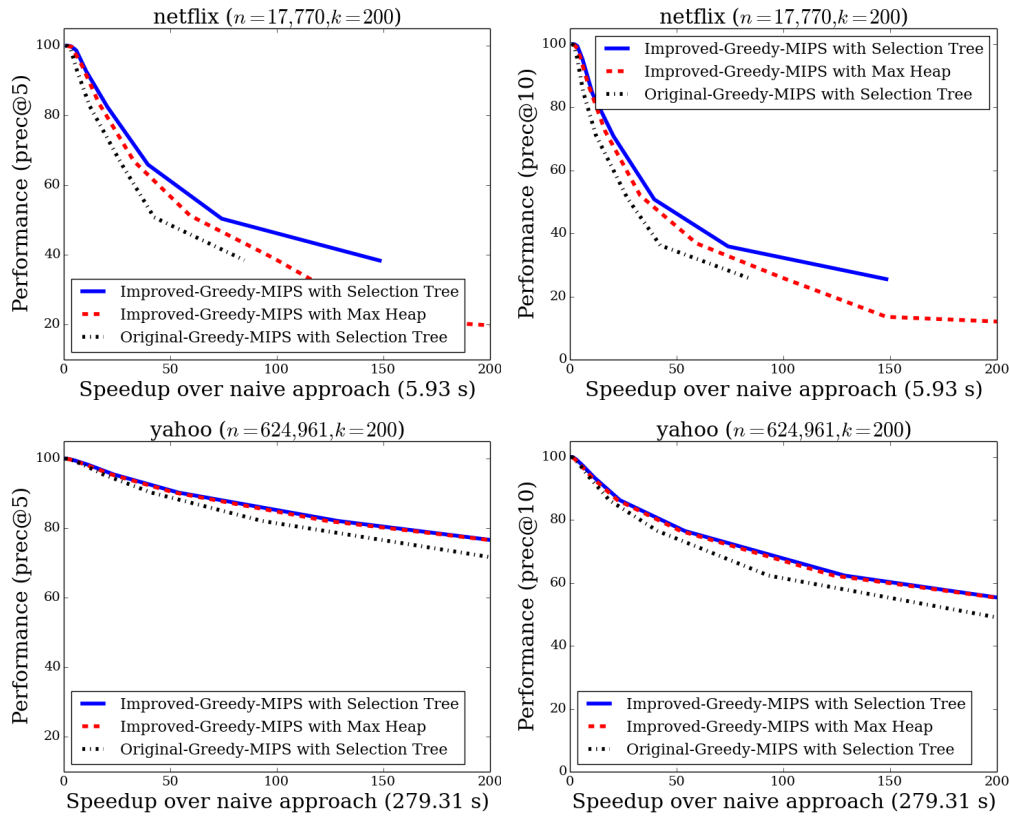 netflix (n=17,770,k=200)
Performance (prec@5)
100
80
60
40
20
Improved-Greedy-MIPS with Selection Tree
Improved-Greedy-MIPS with Max Heap
Original-Greedy-MIPS with Selection Tree
0 50 100 150 200
Speedup over naive approach (5.93 s)
netflix (n=17,770,k=200)
Performance (prec@10)
100
80
60
40
20
0
Improved-Greedy-MIPS with Selection Tree
Improved-Greedy-MIPS with Max Heap
Original-Greedy-MIPS with Selection Tree
0 50 100 150 200
Speedup over naive approach (5.93 s)
yahoo (n=624,961,k=200)
Performance (prec@5)
100
80
60
40
20
Improved-Greedy-MIPS with Selection Tree
Improved-Greedy-MIPS with Max Heap
Original-Greedy-MIPS with Selection Tree
0 50 100 150 200
Speedup over naive approach (279.31 s)
yahoo (n=624,961,k=200)
Performance (prec@10)
100
80
60
40
20
0
Improved-Greedy-MIPS with Selection Tree
Improved-Greedy-MIPS with Max Heap
Original-Greedy-MIPS with Selection Tree
0 50 100 150 200
Speedup over naive approach (279.31 s)